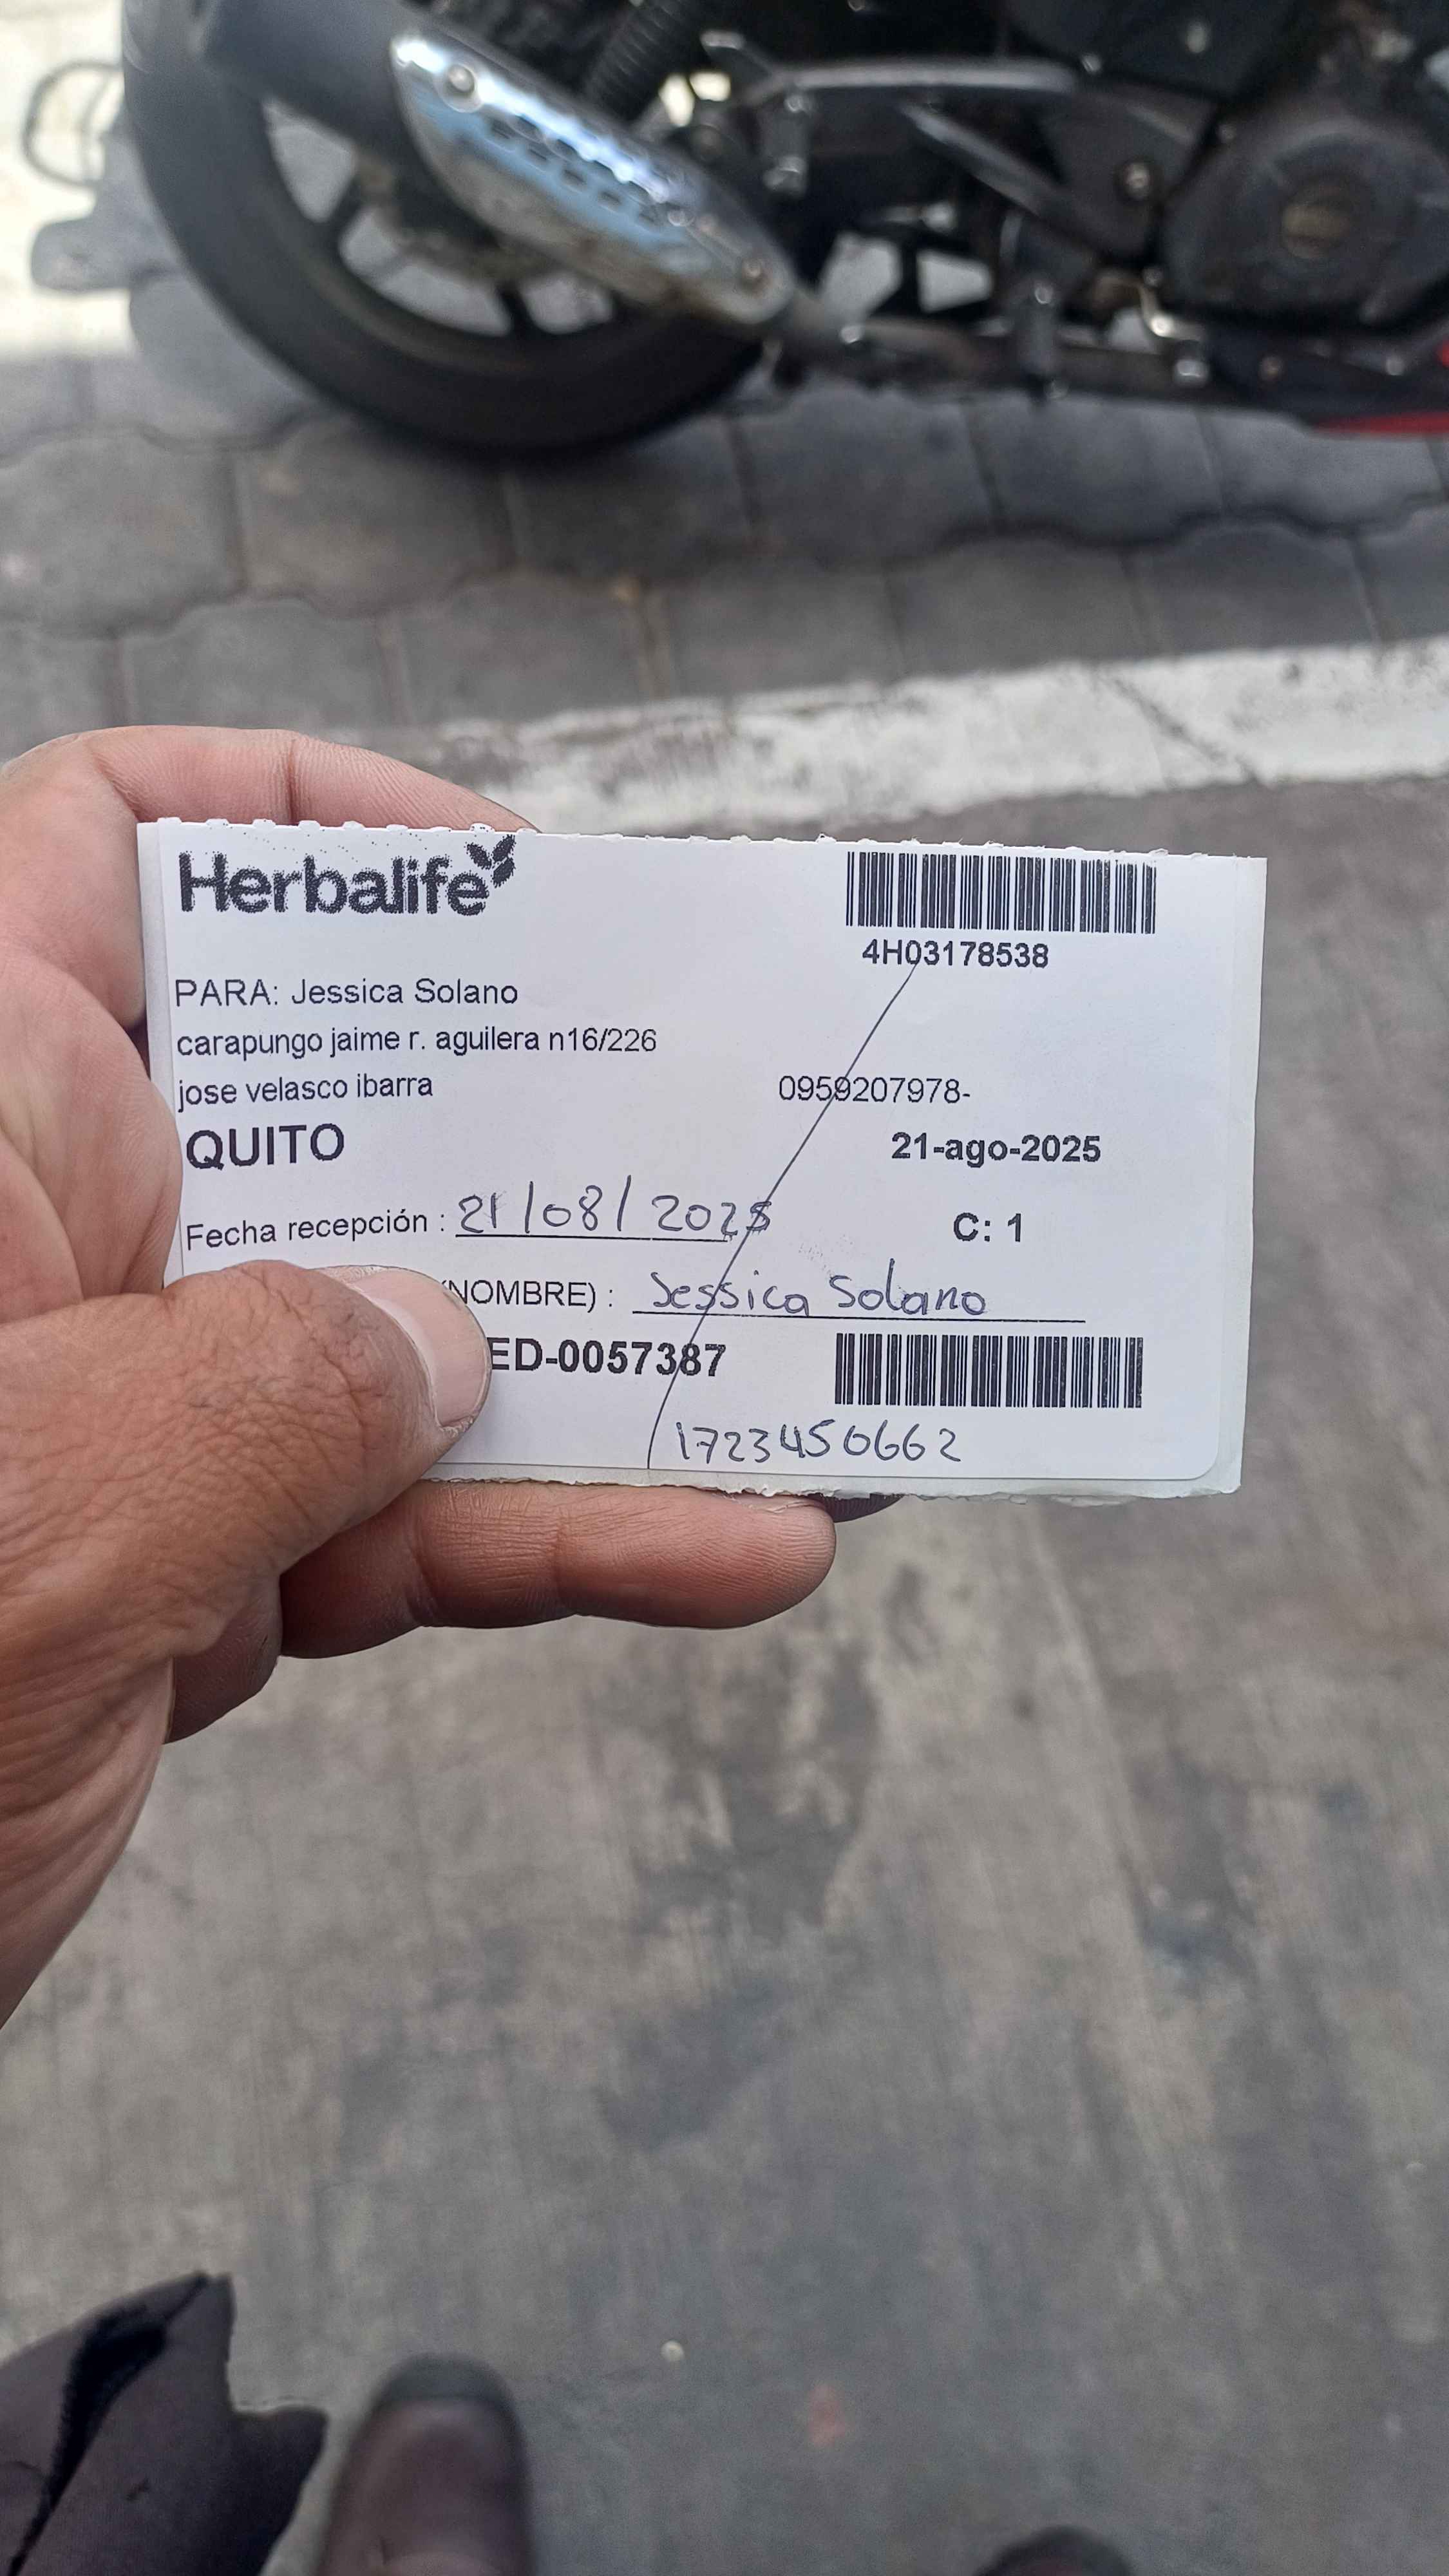 Herbalife
4H03178538
PARA: Jessica Solano
carapungo jaime r. aguilera n16/226
jose velasco ibarra
0959207978-
QUITO
21-ago-2025
Fecha recepción : 21/08/2025
C: 1
(NOMBRE) : Jessica Solano
ED-0057387
1723450662